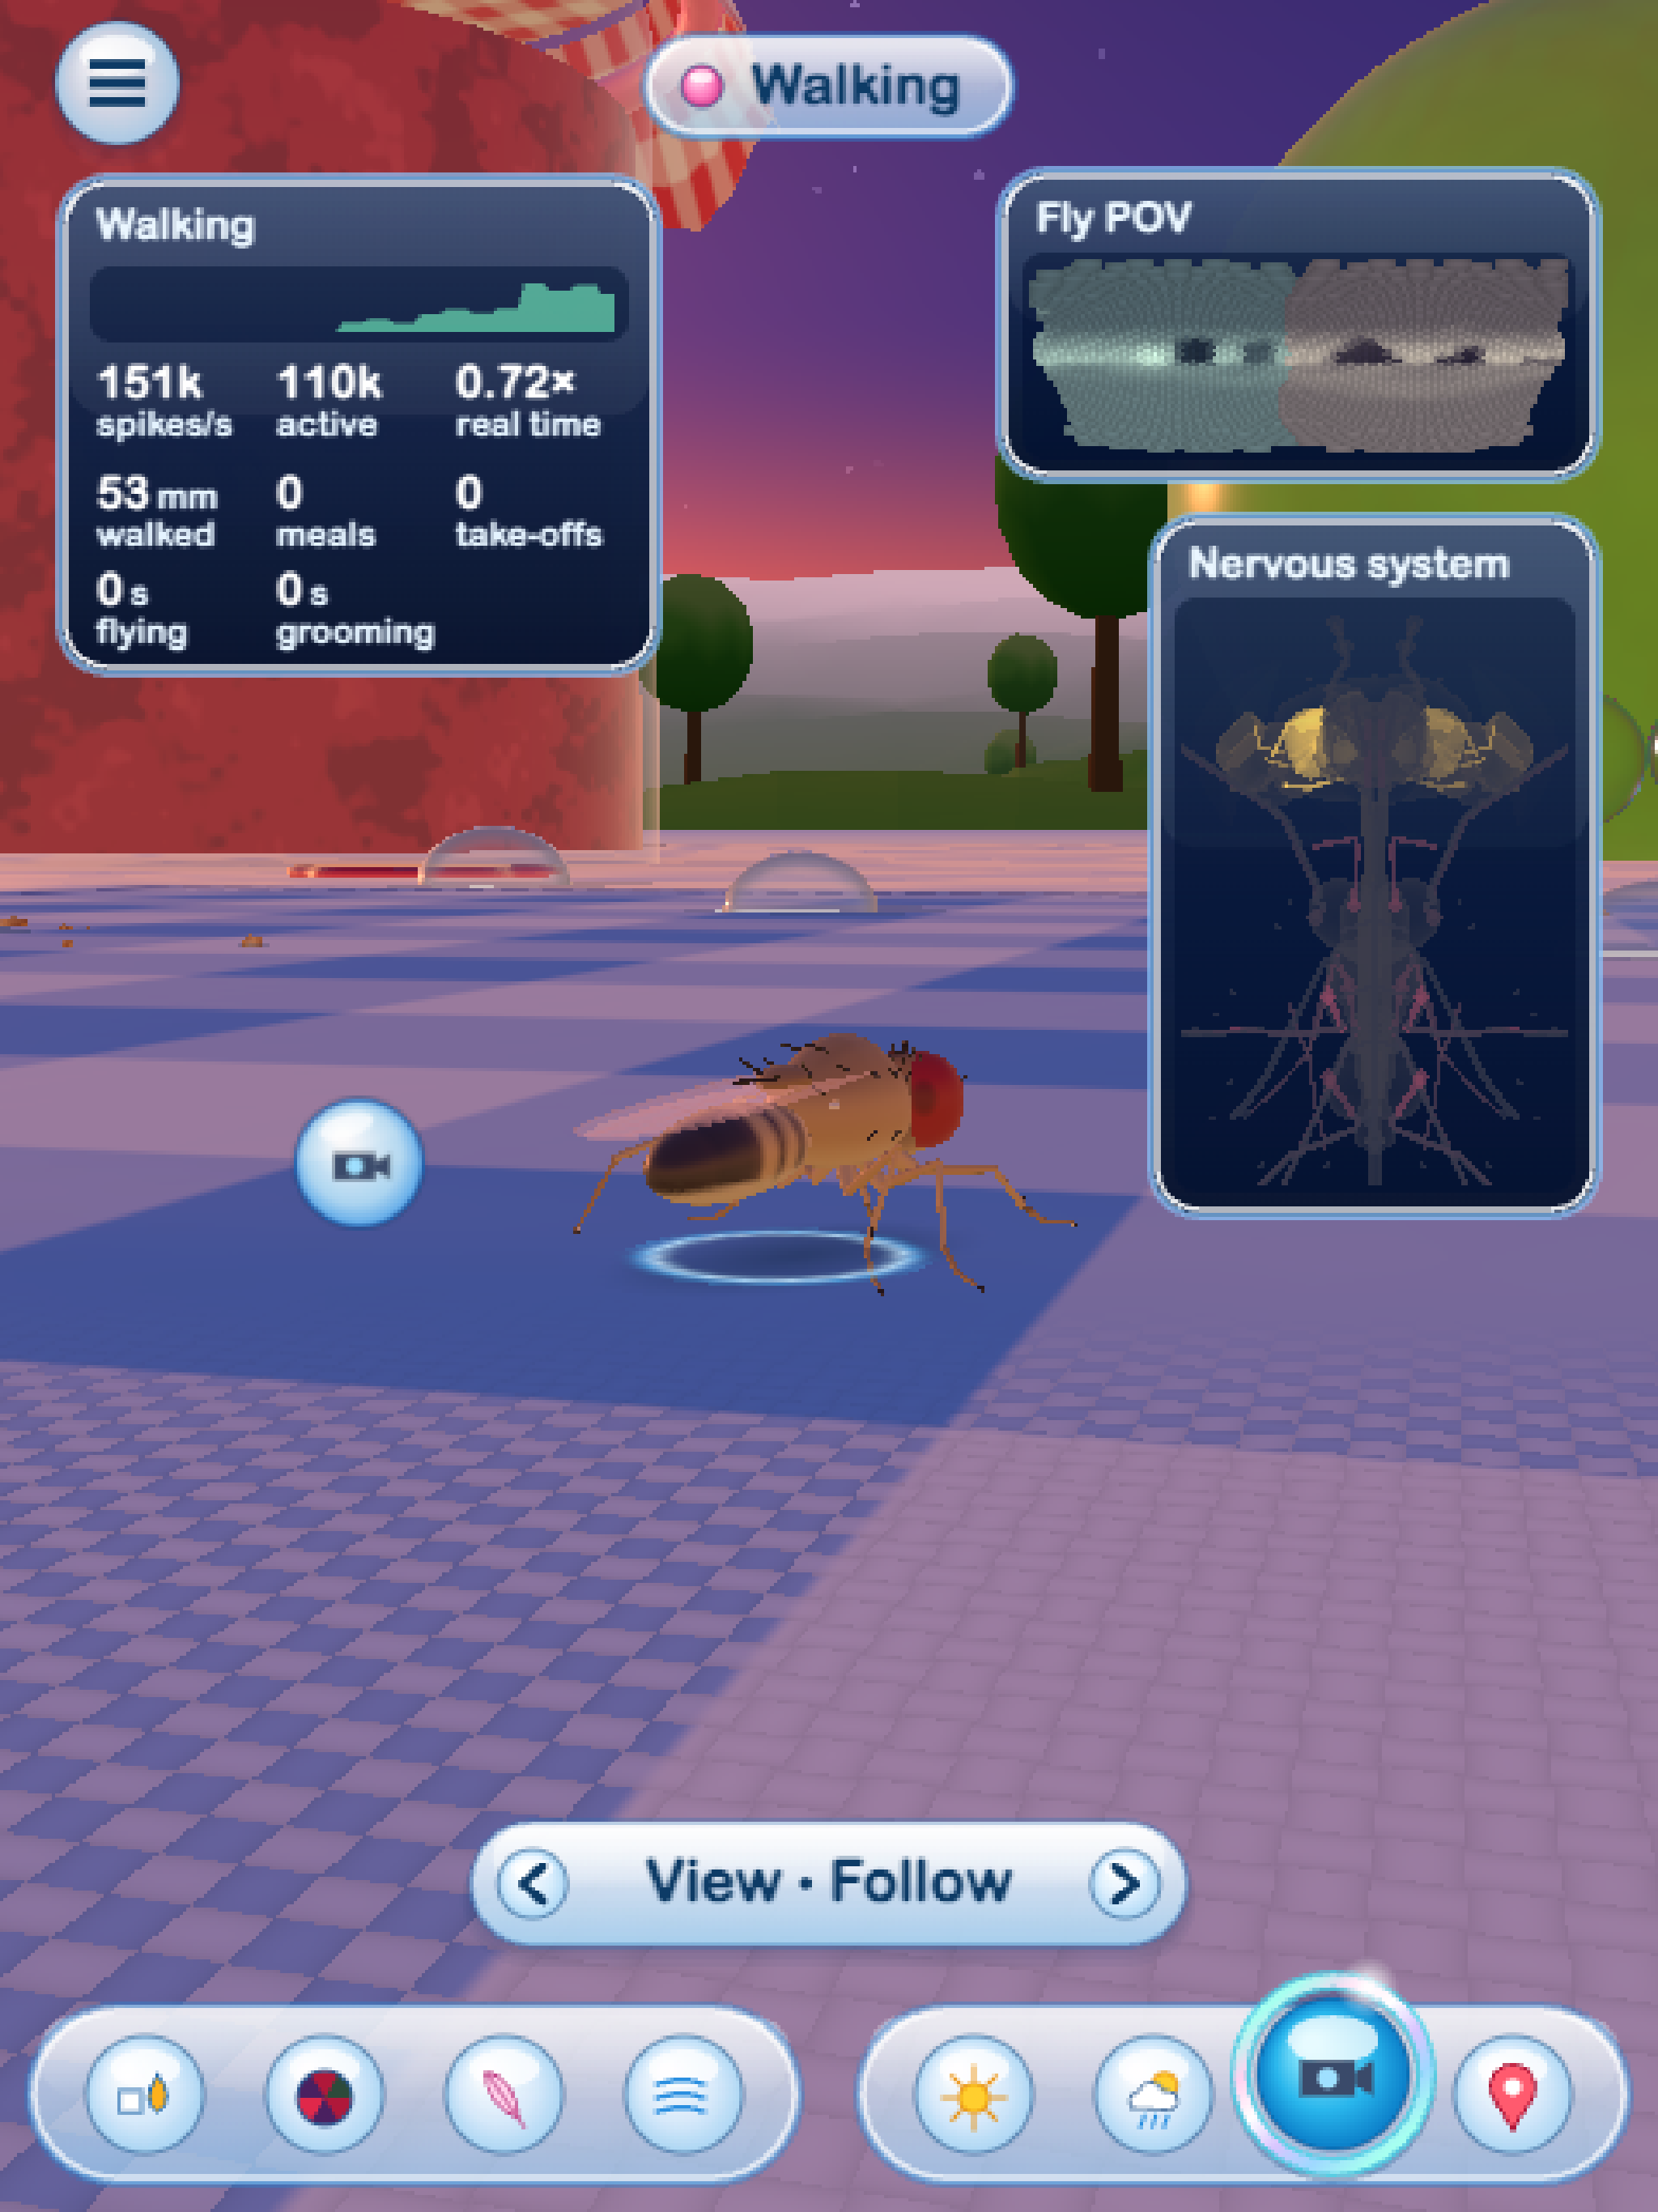 Walking
Walking
151k 110k 0.72×
spikes/s active real time
53 mm 0 0
walked meals take-offs
0 s 0 s
flying grooming
Fly POV
Nervous system
View · Follow